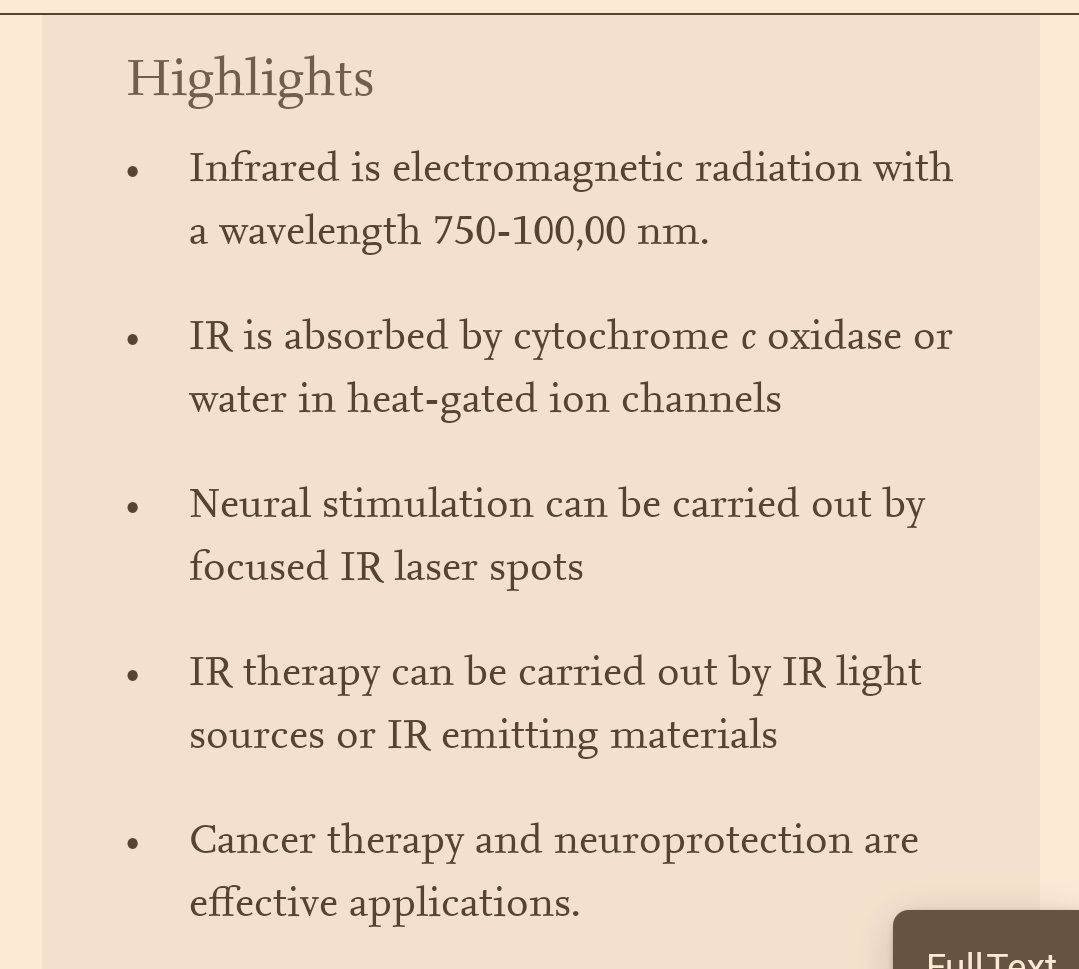 Highlights
• Infrared is electromagnetic radiation with
a wavelength 750-100,00 nm.
• IR is absorbed by cytochrome c oxidase or
water in heat-gated ion channels
• Neural stimulation can be carried out by
focused IR laser spots
• IR therapy can be carried out by IR light
sources or IR emitting materials
• Cancer therapy and neuroprotection are
effective applications.
Full Text